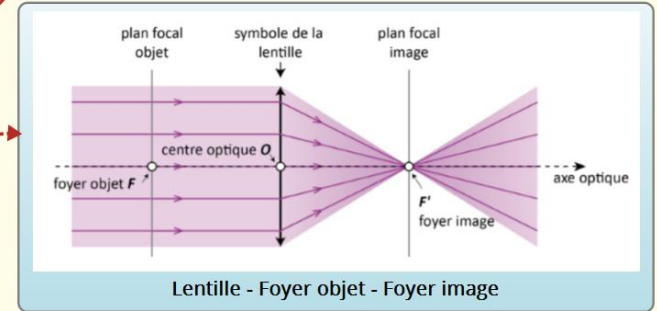 plan focal
objet
symbole de la
lentille
plan focal
image
centre optique O
foyer objet F
axe optique
F'
foyer image
Lentille - Foyer objet - Foyer image